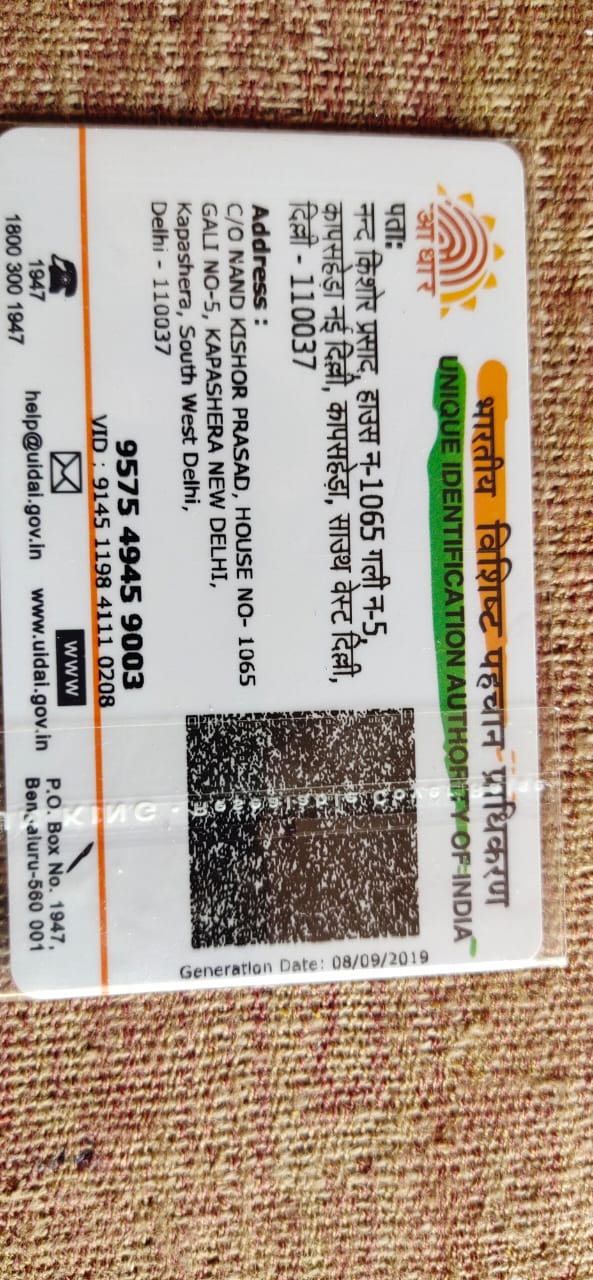 भारतीय विशिष्ट पहचान प्राधिकरण
UNIQUE IDENTIFICATION AUTHORITY OF INDIA
आधार
पता:
नन्द किशोर प्रसाद, हाउस न-1065 गली न-5,
कापसहेड़ा नई दिल्ली, कापसहेड़ा, साउथ वेस्ट दिल्ली,
दिल्ली - 110037
Address :
C/O NAND KISHOR PRASAD, HOUSE NO- 1065
GALI NO-5, KAPASHERA NEW DELHI,
Kapashera, South West Delhi,
Delhi - 110037
Generation Date: 08/09/2019
9575 4945 9003
VID : 9145 1198 4111 0208
1947
1800 300 1947
help@uidai.gov.in
www
www.uidai.gov.in
P.O. Box No. 1947,
Bengaluru-560 001
KING